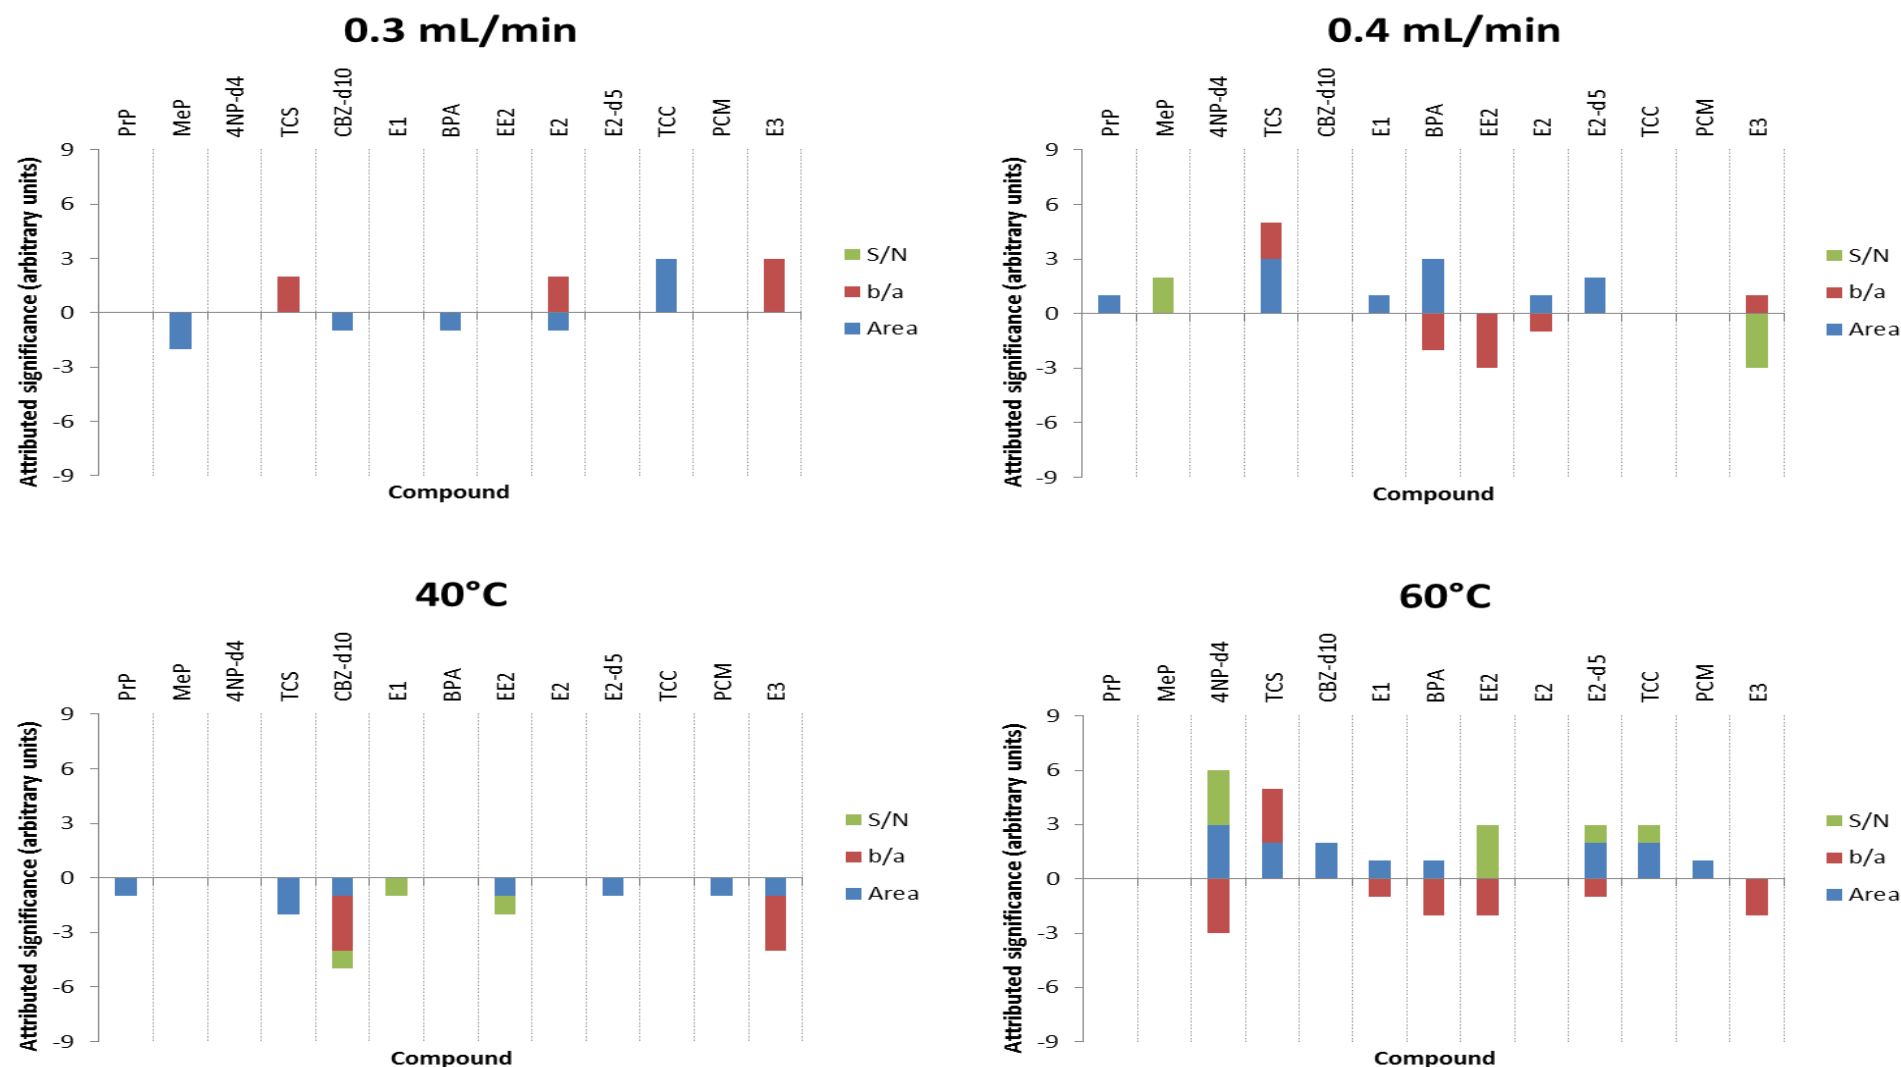 0.3 mL/min
PrP MeP 4NP-d4 TCS CBZ-d10 E1 BPA EE2 E2 E2-d5 TCC PCM E3
Attributed significance (arbitrary units)
9
6
3
0
-3
-6
-9
S/N
b/a
Area
Compound
0.4 mL/min
PrP MeP 4NP-d4 TCS CBZ-d10 E1 BPA EE2 E2 E2-d5 TCC PCM E3
Attributed significance (arbitrary units)
9
6
3
0
-3
-6
-9
S/N
b/a
Area
Compound
40°C
PrP MeP 4NP-d4 TCS CBZ-d10 E1 BPA EE2 E2 E2-d5 TCC PCM E3
Attributed significance (arbitrary units)
9
6
3
0
-3
-6
-9
S/N
b/a
Area
Compound
60°C
PrP MeP 4NP-d4 TCS CBZ-d10 E1 BPA EE2 E2 E2-d5 TCC PCM E3
Attributed significance (arbitrary units)
9
6
3
0
-3
-6
-9
S/N
b/a
Area
Compound